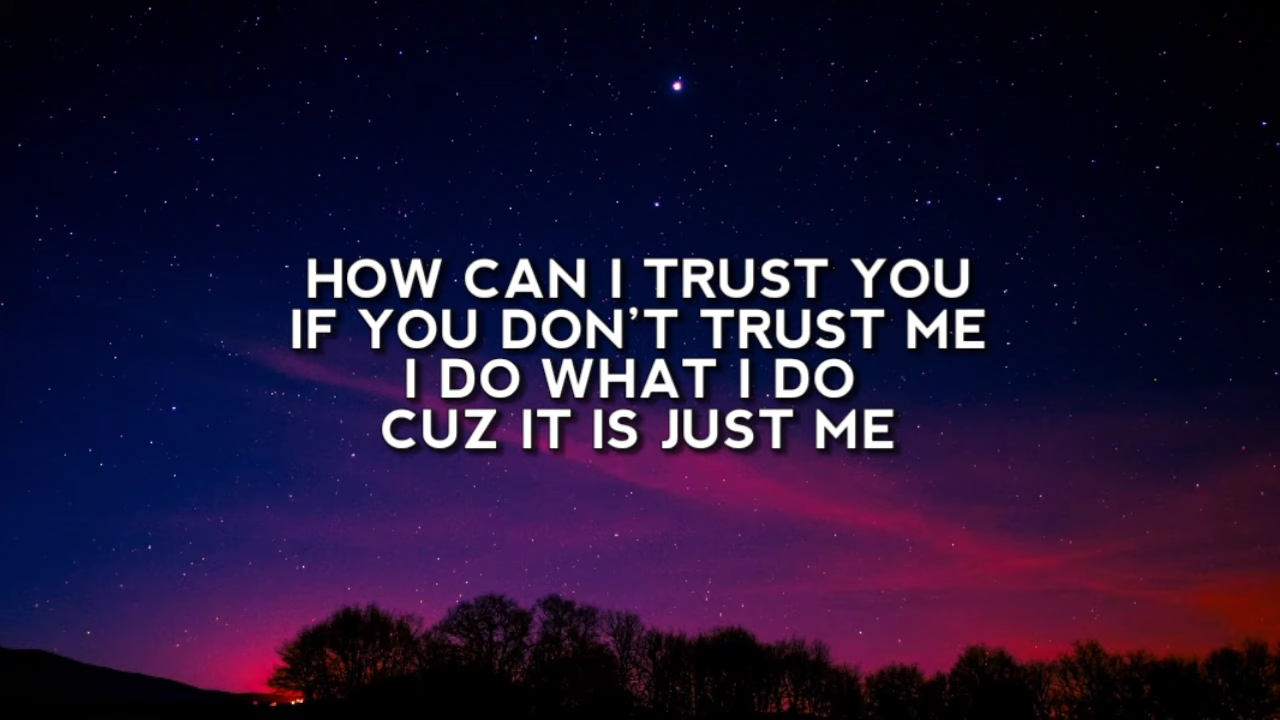 HOW CAN I TRUST YOU
IF YOU DON'T TRUST ME
I DO WHAT I DO
CUZ IT IS JUST ME